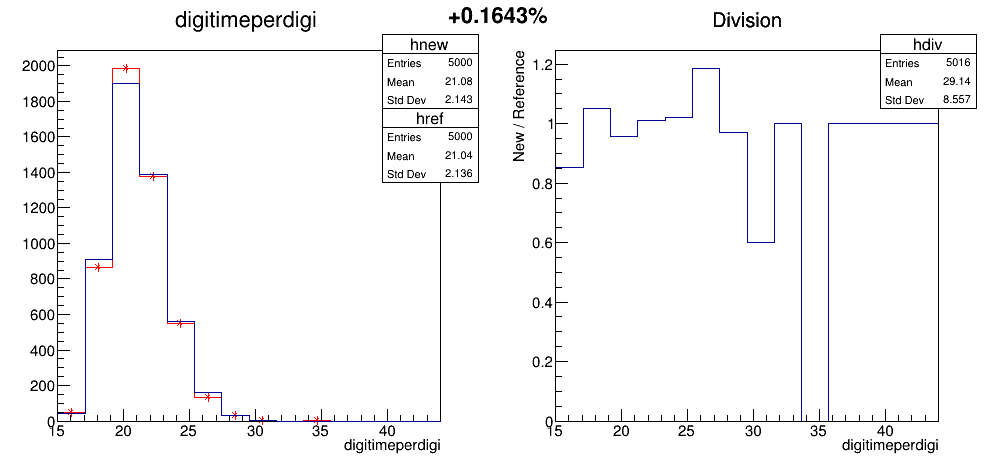 +0.1643%
digitimeperdigi
hnew
Entries 5000
Mean 21.08
Std Dev 2.143
href
Entries 5000
Mean 21.04
Std Dev 2.136
2000
1800
1600
1400
1200
1000
800
600
400
200
0
15 20 25 30 35 40
digitimeperdigi
Division
hdiv
Entries 5016
Mean 29.14
Std Dev 8.557
New / Reference
1.2
1
0.8
0.6
0.4
0.2
0
15 20 25 30 35 40
digitimeperdigi